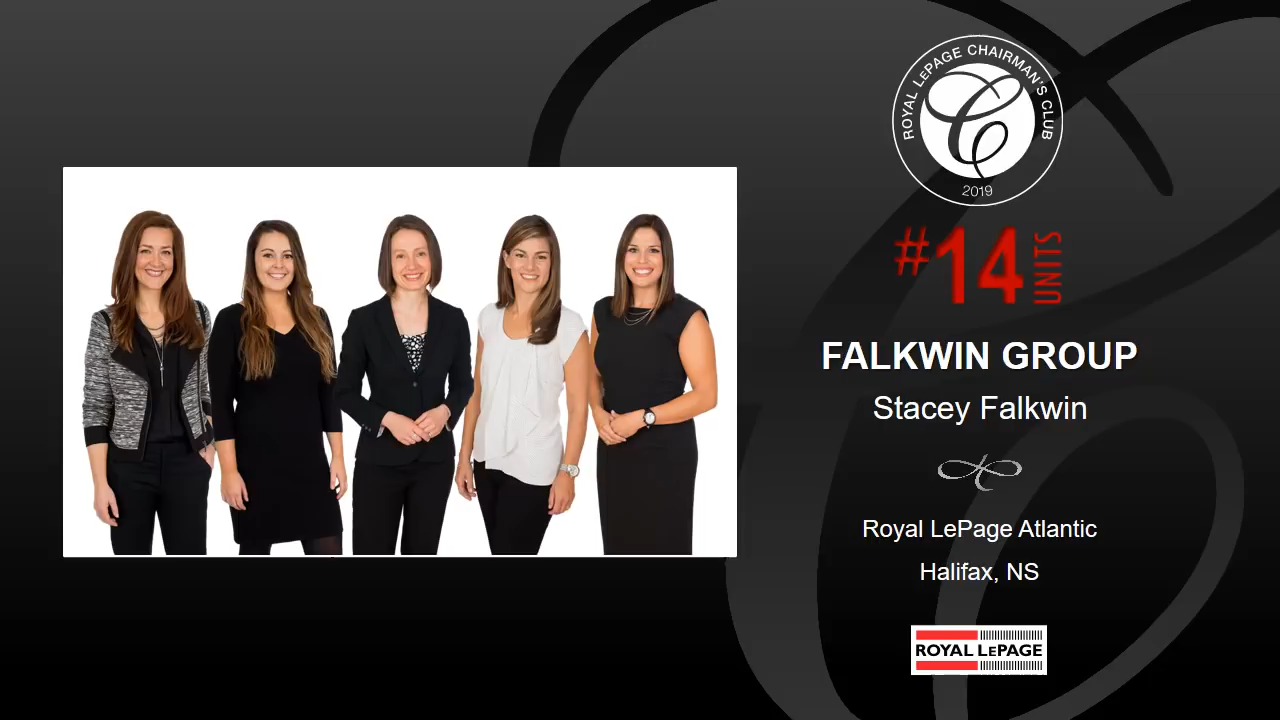 ROYAL LEPAGE CHAIRMAN'S CLUB
2019
#14 UNITS
FALKWIN GROUP
Stacey Falkwin
Royal LePage Atlantic
Halifax, NS
ROYAL LEPAGE